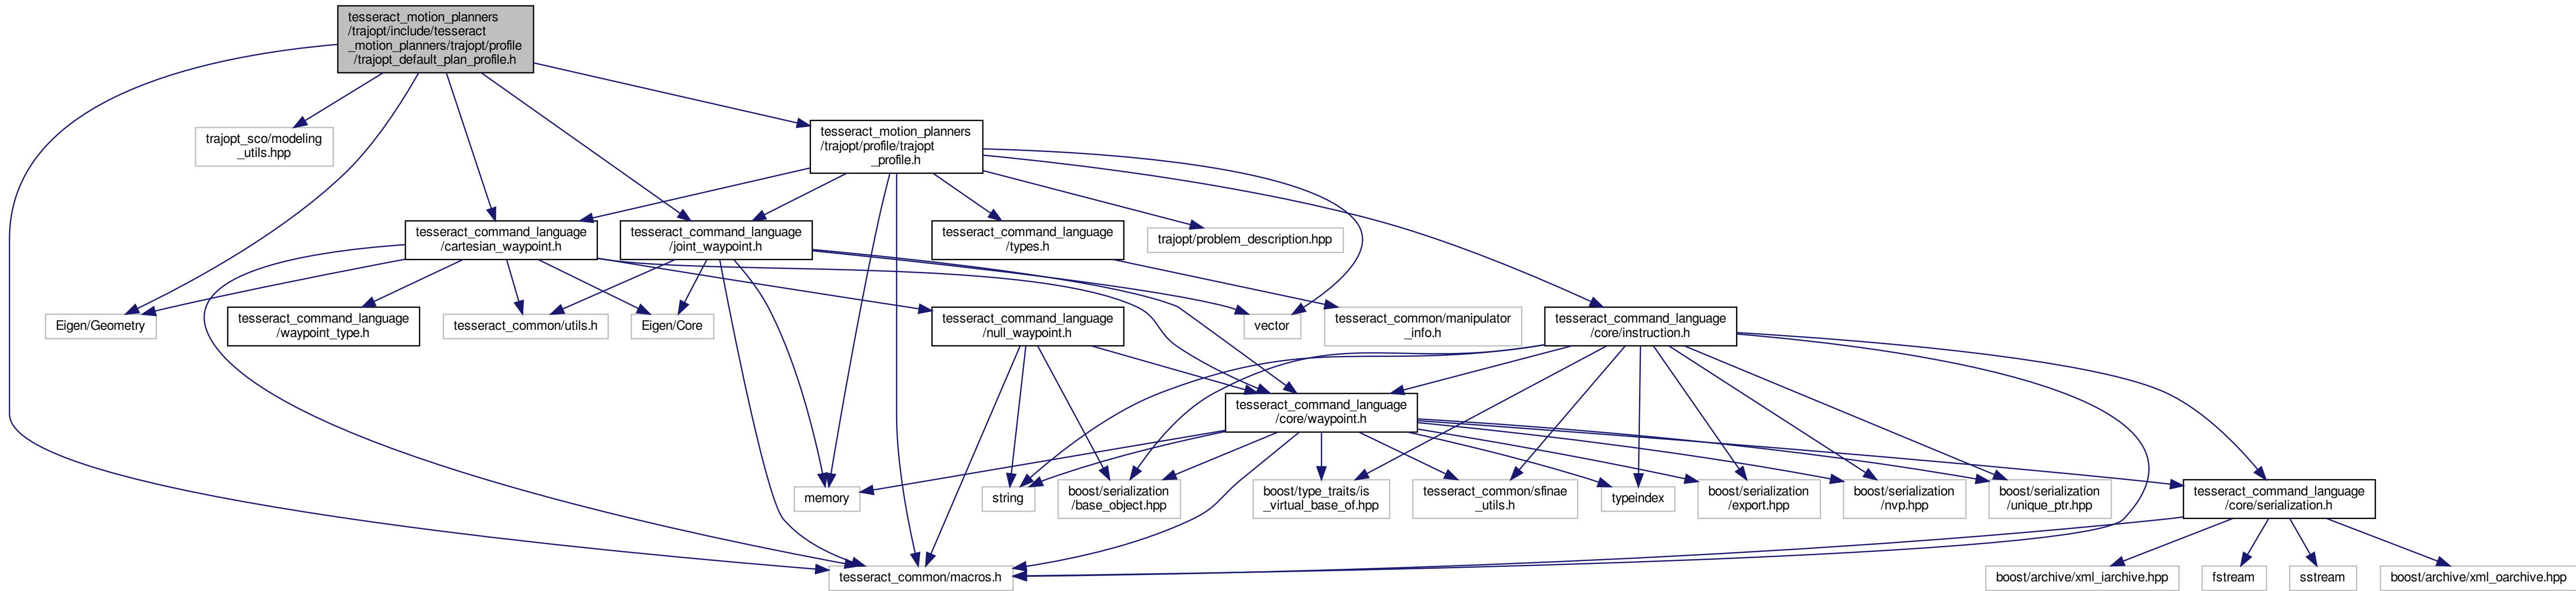 tesseract_motion_planners
/trajopt/include/tesseract
_motion_planners/trajopt/profile
/trajopt_default_plan_profile.h
trajopt_sco/modeling
_utils.hpp
tesseract_motion_planners
/trajopt/profile/trajopt
_profile.h
tesseract_command_language
/cartesian_waypoint.h
tesseract_command_language
/joint_waypoint.h
tesseract_command_language
/types.h
trajopt/problem_description.hpp
Eigen/Geometry
tesseract_command_language
/waypoint_type.h
tesseract_common/utils.h
Eigen/Core
tesseract_command_language
/null_waypoint.h
vector
tesseract_common/manipulator
_info.h
tesseract_command_language
/core/instruction.h
tesseract_command_language
/core/waypoint.h
memory
string
boost/serialization
/base_object.hpp
boost/type_traits/is
_virtual_base_of.hpp
tesseract_common/sfinae
_utils.h
typeindex
boost/serialization
/export.hpp
boost/serialization
/nvp.hpp
boost/serialization
/unique_ptr.hpp
tesseract_command_language
/core/serialization.h
tesseract_common/macros.h
boost/archive/xml_iarchive.hpp
fstream
sstream
boost/archive/xml_oarchive.hpp